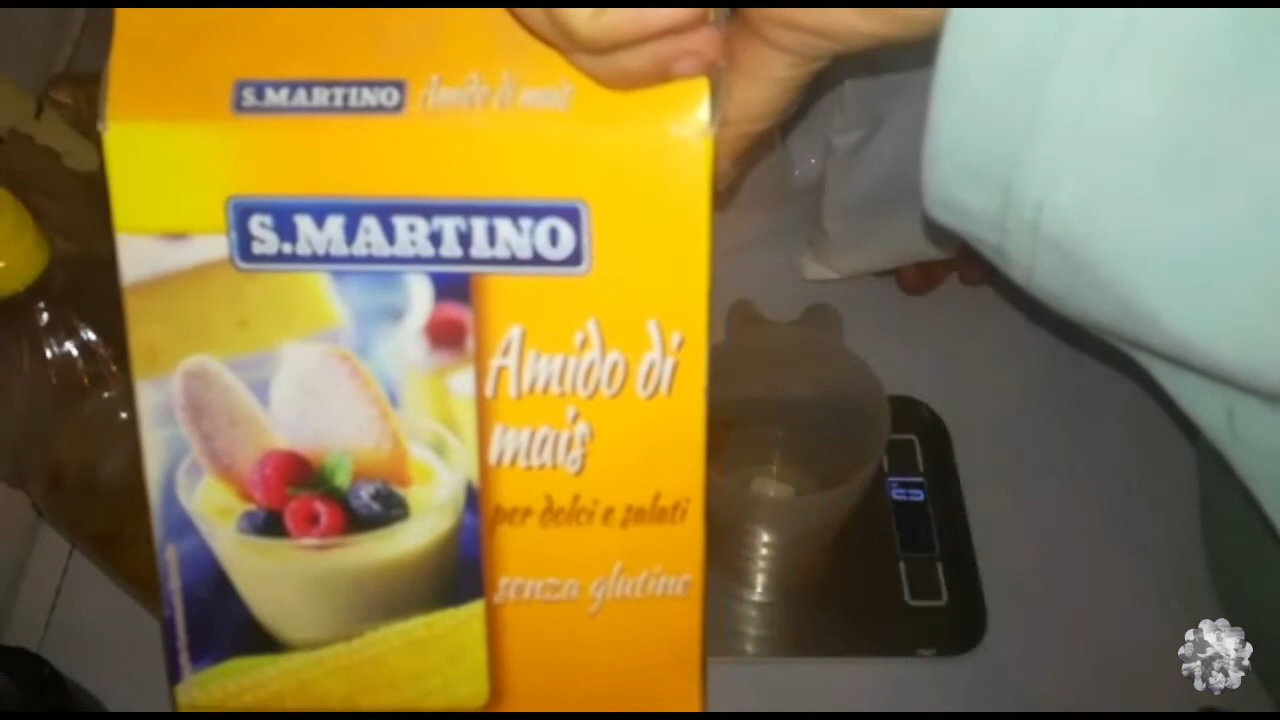 S.MARTINO Amido di mais
S.MARTINO
Amido di
mais
per dolci e salati
senza glutine